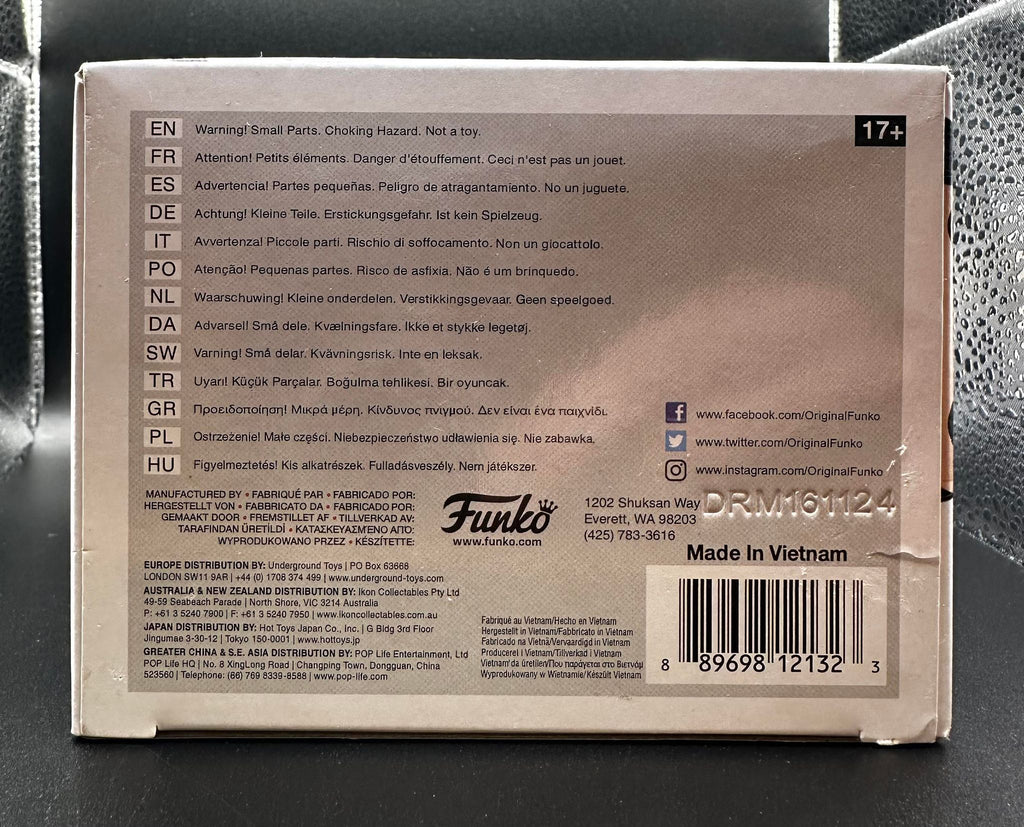 17+
EN Warning! Small Parts. Choking Hazard. Not a toy.
FR Attention! Petits éléments. Danger d'étouffement. Ceci n'est pas un jouet.
ES Advertencia! Partes pequeñas. Peligro de atragantamiento. No un juguete.
DE Achtung! Kleine Teile. Erstickungsgefahr. Ist kein Spielzeug.
IT Avvertenza! Piccole parti. Rischio di soffocamento. Non un giocattolo.
PO Atenção! Pequenas partes. Risco de asfixia. Não é um brinquedo.
NL Waarschuwing! Kleine onderdelen. Verstikkingsgevaar. Geen speelgoed.
DA Advarsel! Små dele. Kvælningsfare. Ikke et stykke legetøj.
SW Varning! Små delar. Kvävningsrisk. Inte en leksak.
TR Uyarı! Küçük Parçalar. Boğulma tehlikesi. Bir oyuncak.
GR Προειδοποίηση! Μικρά μέρη. Κίνδυνος πνιγμού. Δεν είναι ένα παιχνίδι.
PL Ostrzeżenie! Małe części. Niebezpieczeństwo udławienia się. Nie zabawka.
HU Figyelmeztetés! Kis alkatrészek. Fulladásveszély. Nem játékszer.
www.facebook.com/OriginalFunko
www.twitter.com/OriginalFunko
www.instagram.com/OriginalFunko
MANUFACTURED BY • FABRIQUÉ PAR • FABRICADO POR:
HERGESTELLT VON • FABBRICATO DA • FABRICADO POR:
GEMAAKT DOOR • FREMSTILLET AF • TILLVERKAD AV:
TARAFINDAN ÜRETİLDİ • ΚΑΤΑΣΚΕΥΑΣΜΕΝΟ ΑΠΌ:
WYPRODUKOWANO PRZEZ • KÉSZÍTETTE:
Funko
www.funko.com
1202 Shuksan Way
Everett, WA 98203
(425) 783-3616
DRM161124
Made In Vietnam
EUROPE DISTRIBUTION BY: Underground Toys | PO Box 63668
LONDON SW11 9AR | +44 (0) 1708 374 499 | www.underground-toys.com
AUSTRALIA & NEW ZEALAND DISTRIBUTION BY: Ikon Collectables Pty Ltd
49-59 Seabeach Parade | North Shore, VIC 3214 Australia
P: +61 3 5240 7900 | F: +61 3 5240 7950 | www.ikoncollectables.com.au
JAPAN DISTRIBUTION BY: Hot Toys Japan Co., Inc. | G Bldg 3rd Floor
Jingumae 3-30-12 | Tokyo 150-0001 | www.hottoys.jp
GREATER CHINA & S.E. ASIA DISTRIBUTION BY: POP Life Entertainment, Ltd
POP Life HQ | No. 8 XingLong Road | Changping Town, Dongguan, China
523560 | Telephone: (86) 769 8339-8588 | www.pop-life.com
Fabriqué au Vietnam/Hecho en Vietnam
Hergestellt in Vietnam/Fabbricato in Vietnam
Fabricado na Vietnã/Vervaardigd in Vietnam
Producerei i Vietnam/Tillverkad i Vietnam
Vietnam'da üretilen/Που παράγεται στο Βιετνάμ
Wyprodukowany w Wietnamie/Készült Vietnam
8 89698 12132 3